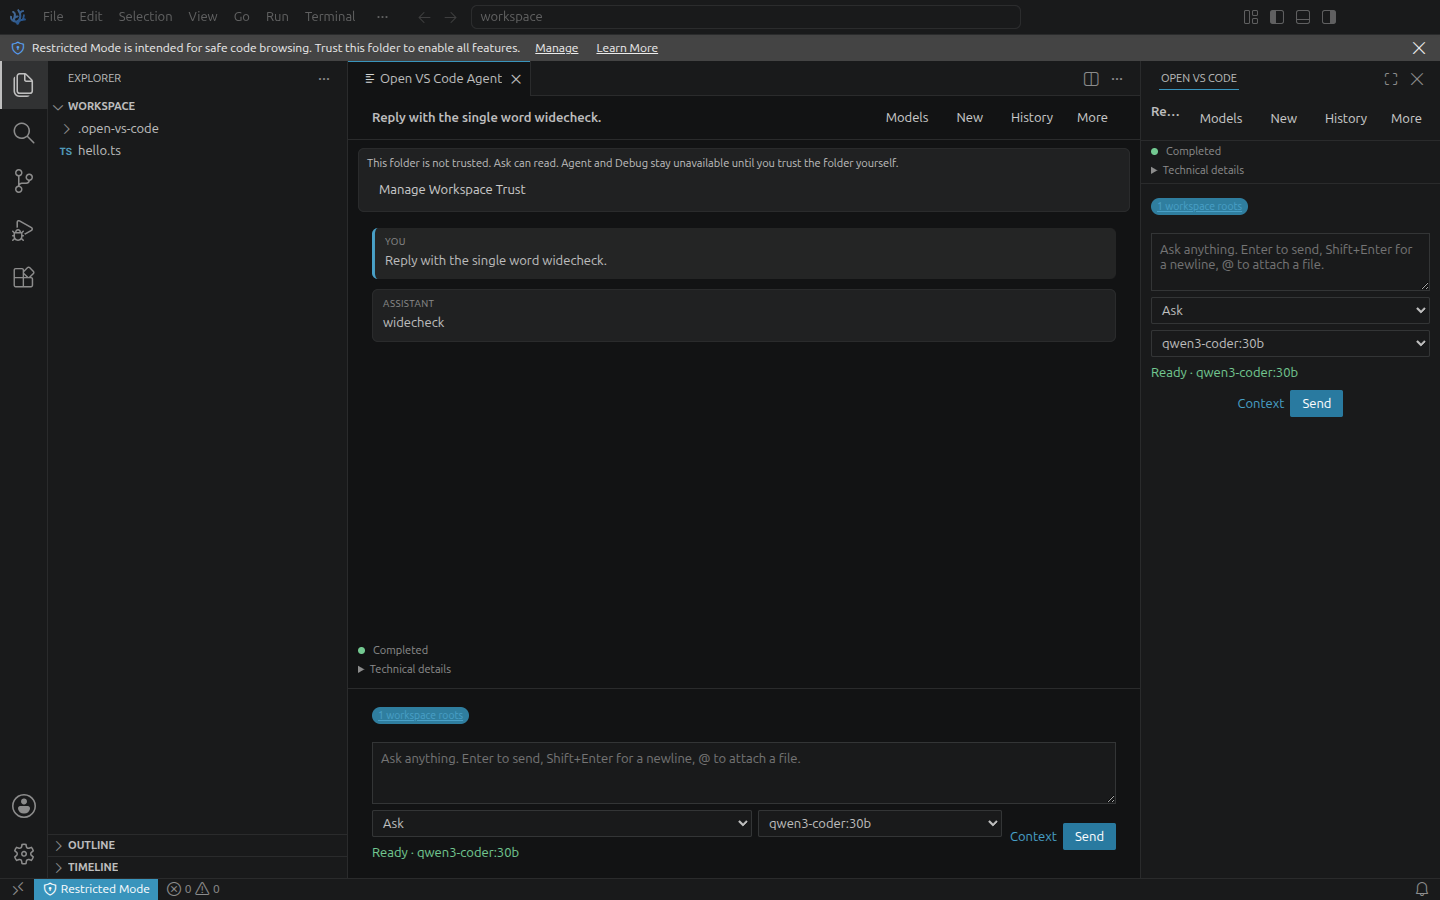 File Edit Selection View Go Run Terminal ··· workspace
Restricted Mode is intended for safe code browsing. Trust this folder to enable all features. Manage Learn More
EXPLORER
WORKSPACE
.open-vs-code
TS hello.ts
OUTLINE
TIMELINE
Open VS Code Agent
Reply with the single word widecheck. Models New History More
This folder is not trusted. Ask can read. Agent and Debug stay unavailable until you trust the folder yourself.
Manage Workspace Trust
YOU
Reply with the single word widecheck.
ASSISTANT
widecheck
Completed
Technical details
1 workspace roots
Ask anything. Enter to send, Shift+Enter for a newline, @ to attach a file.
Ask qwen3-coder:30b Context Send
Ready · qwen3-coder:30b
OPEN VS CODE
Re... Models New History More
Completed
Technical details
1 workspace roots
Ask anything. Enter to send, Shift+Enter for
a newline, @ to attach a file.
Ask
qwen3-coder:30b
Ready · qwen3-coder:30b
Context Send
Restricted Mode 0 0